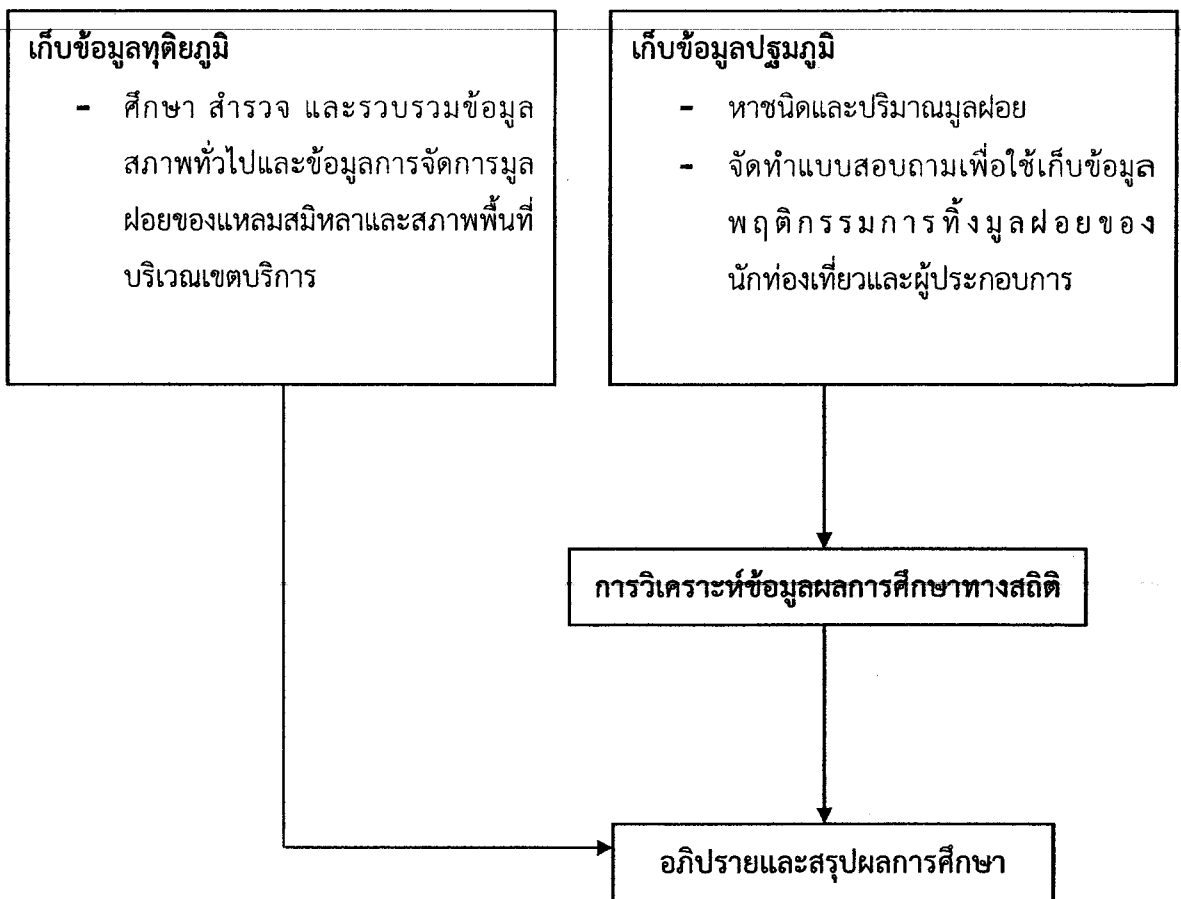 เก็บข้อมูลทุติยภูมิ
- ศึกษา สำรวจ และรวบรวมข้อมูล
สภาพทั่วไปและข้อมูลการจัดการมูล
ฝอยของแหลมสมิหลาและสภาพพื้นที่
บริเวณเขตบริการ
เก็บข้อมูลปฐมภูมิ
- หาชนิดและปริมาณมูลฝอย
- จัดทำแบบสอบถามเพื่อใช้เก็บข้อมูล
พฤติกรรมการทิ้งมูลฝอยของ
นักท่องเที่ยวและผู้ประกอบการ
การวิเคราะห์ข้อมูลผลการศึกษาทางสถิติ
อภิปรายและสรุปผลการศึกษา